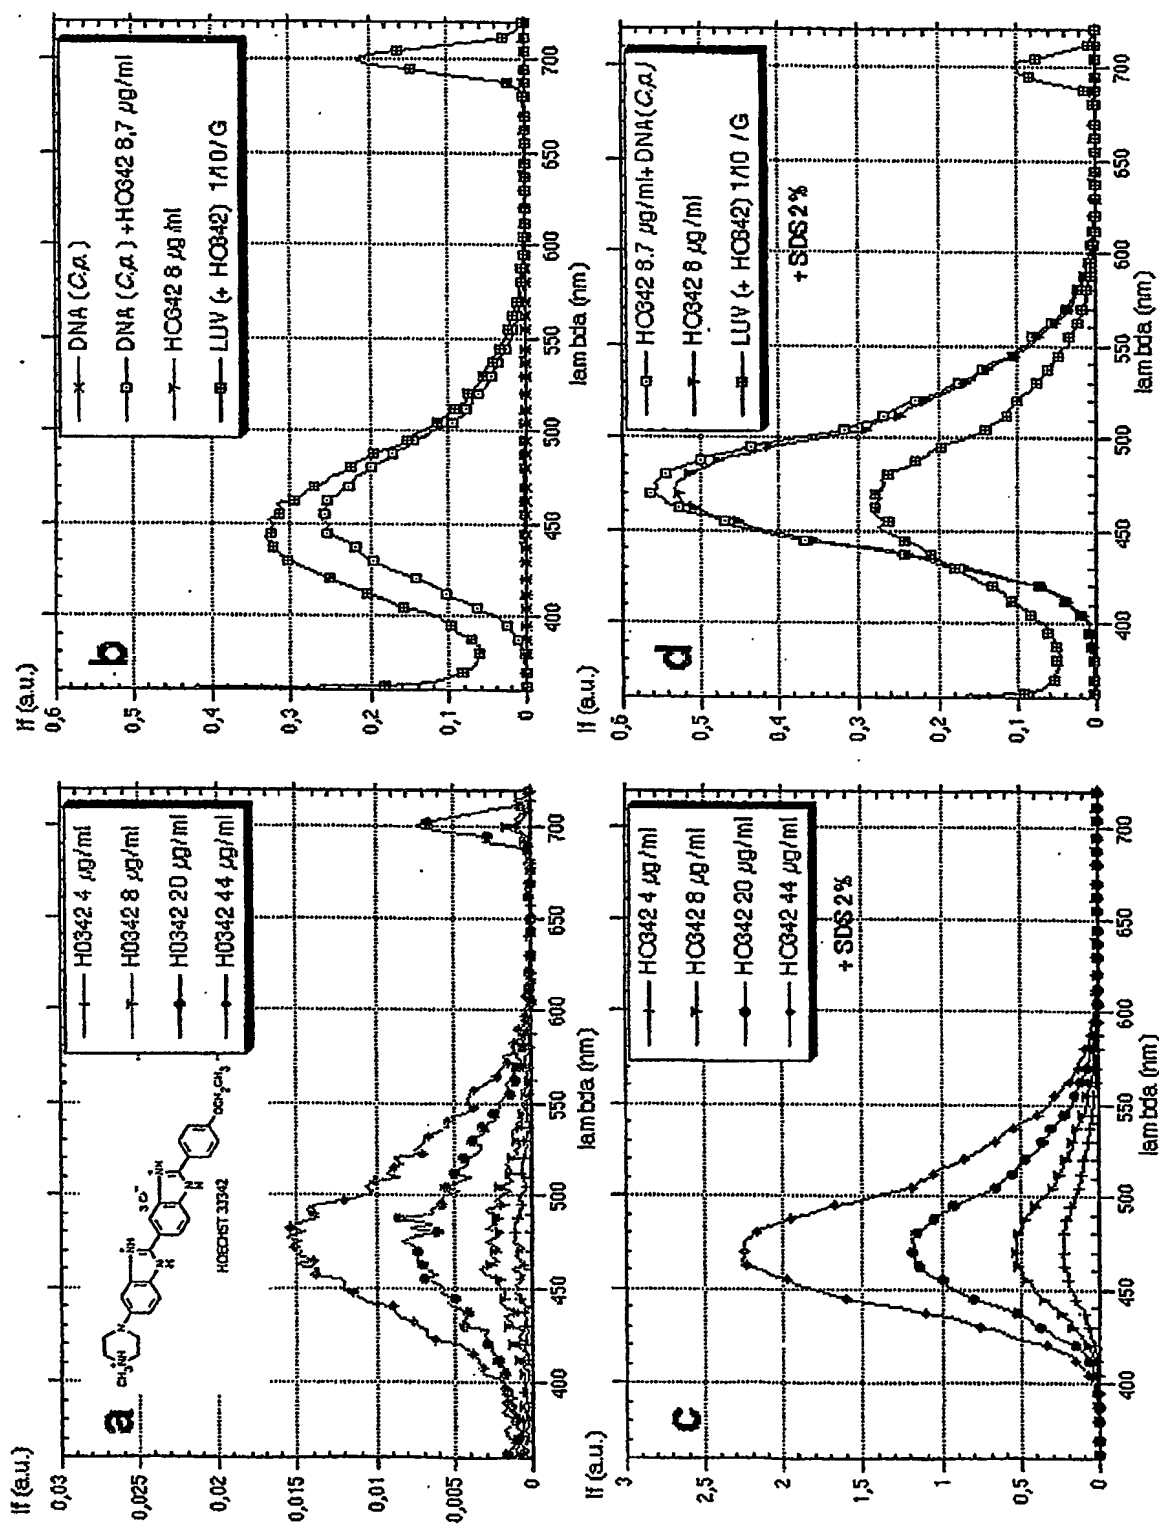 a
If (a.u.)
0,03
0,025
0,02
0,015
0,01
0,005
0
400
450
500
550
600
650
700
lambda (nm)
HO342 4 µg/ml
HO342 8 µg/ml
HO342 20 µg/ml
HO342 44 µg/ml
HOECHST 33342
3 Cl⁻
OCH₂CH₃
b
If (a.u.)
0,6
0,5
0,4
0,3
0,2
0,1
0
400
450
500
550
600
650
700
lambda (nm)
DNA (C,a)
DNA (C,a) + HO342 8,7 µg/ml
HO342 8 µg/ml
LUV (+ HO342) 1/10 /G
c
If (a.u.)
3
2,5
2
1,5
1
0,5
0
400
450
500
550
600
650
700
lambda (nm)
HO342 4 µg/ml
HO342 8 µg/ml
HO342 20 µg/ml
HO342 44 µg/ml
+ SDS 2%
d
If (a.u.)
0,6
0,5
0,4
0,3
0,2
0,1
0
400
450
500
550
600
650
700
lambda (nm)
HO342 8.7 µg/ml+ DNA (C,a)
HO342 8 µg/ml
LUV (+ HO342) 1/10 /G
+ SDS 2%